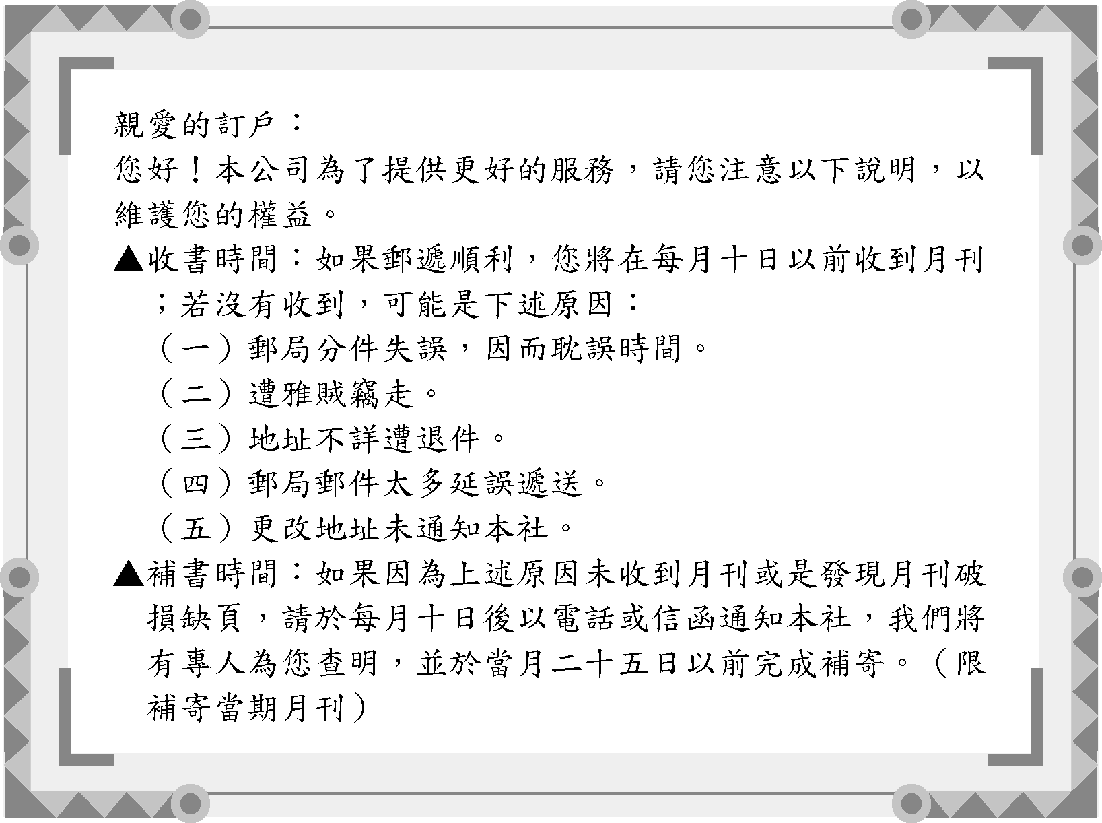 親愛的訂戶：
您好！本公司為了提供更好的服務，請您注意以下說明，以
維護您的權益。
▲收書時間：如果郵遞順利，您將在每月十日以前收到月刊
；若沒有收到，可能是下述原因：
（一）郵局分件失誤，因而耽誤時間。
（二）遭雅賊竊走。
（三）地址不詳遭退件。
（四）郵局郵件太多延誤遞送。
（五）更改地址未通知本社。
▲補書時間：如果因為上述原因未收到月刊或是發現月刊破
損缺頁，請於每月十日後以電話或信函通知本社，我們將
有專人為您查明，並於當月二十五日以前完成補寄。（限
補寄當期月刊）